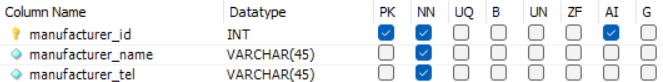 Column Name Datatype PK NN UQ B UN ZF AI G
manufacturer_id INT
manufacturer_name VARCHAR(45)
manufacturer_tel VARCHAR(45)